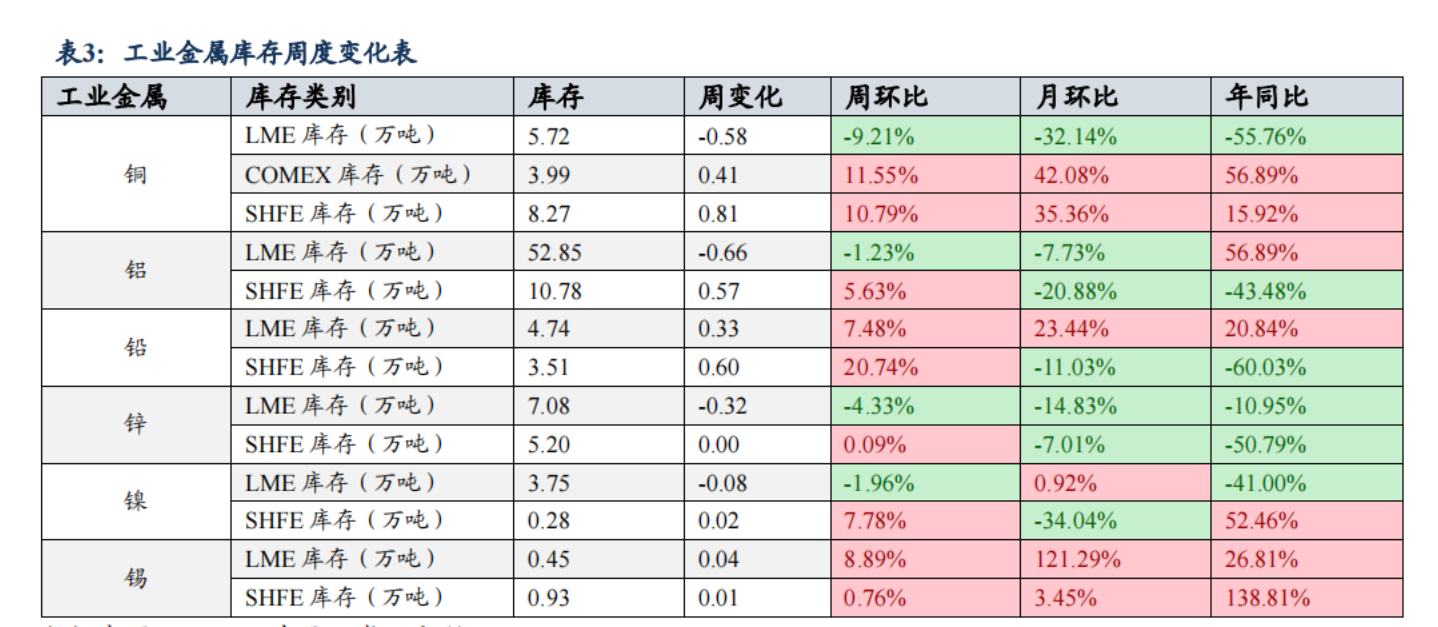 表3：工业金属库存周度变化表
工业金属 库存类别 库存 周变化 周环比 月环比 年同比
铜 LME 库存（万吨） 5.72 -0.58 -9.21% -32.14% -55.76%
COMEX 库存（万吨） 3.99 0.41 11.55% 42.08% 56.89%
SHFE 库存（万吨） 8.27 0.81 10.79% 35.36% 15.92%
铝 LME 库存（万吨） 52.85 -0.66 -1.23% -7.73% 56.89%
SHFE 库存（万吨） 10.78 0.57 5.63% -20.88% -43.48%
铅 LME 库存（万吨） 4.74 0.33 7.48% 23.44% 20.84%
SHFE 库存（万吨） 3.51 0.60 20.74% -11.03% -60.03%
锌 LME 库存（万吨） 7.08 -0.32 -4.33% -14.83% -10.95%
SHFE 库存（万吨） 5.20 0.00 0.09% -7.01% -50.79%
镍 LME 库存（万吨） 3.75 -0.08 -1.96% 0.92% -41.00%
SHFE 库存（万吨） 0.28 0.02 7.78% -34.04% 52.46%
锡 LME 库存（万吨） 0.45 0.04 8.89% 121.29% 26.81%
SHFE 库存（万吨） 0.93 0.01 0.76% 3.45% 138.81%